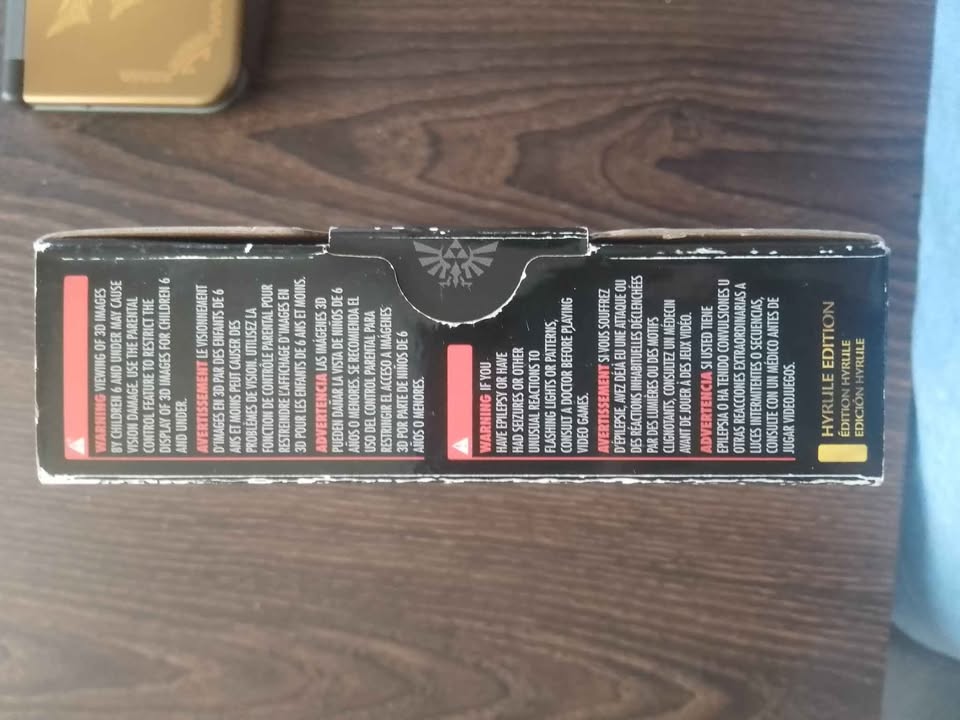 WARNING VIEWING OF 3D IMAGES
BY CHILDREN 6 AND UNDER MAY CAUSE
VISION DAMAGE. USE THE PARENTAL
CONTROL FEATURE TO RESTRICT THE
DISPLAY OF 3D IMAGES FOR CHILDREN 6
AND UNDER.
AVERTISSEMENT LE VISIONNEMENT
D'IMAGES EN 3D PAR DES ENFANTS DE 6
ANS ET MOINS PEUT CAUSER DES
PROBLÈMES DE VISION. UTILISEZ LA
FONCTION DE CONTRÔLE PARENTAL POUR
RESTREINDRE L'AFFICHAGE D'IMAGES EN
3D POUR LES ENFANTS DE 6 ANS ET MOINS.
ADVERTENCIA LAS IMÁGENES 3D
PUEDEN DAÑAR LA VISTA DE NIÑOS DE 6
AÑOS O MENORES. SE RECOMIENDA EL
USO DEL CONTROL PARENTAL PARA
RESTRINGIR EL ACCESO A IMÁGENES
3D POR PARTE DE NIÑOS DE 6
AÑOS O MENORES.
WARNING IF YOU
HAVE EPILEPSY OR HAVE
HAD SEIZURES OR OTHER
UNUSUAL REACTIONS TO
FLASHING LIGHTS OR PATTERNS,
CONSULT A DOCTOR BEFORE PLAYING
VIDEO GAMES.
AVERTISSEMENT SI VOUS SOUFFREZ
D'ÉPILEPSIE, AVEZ DÉJÀ EU UNE ATTAQUE OU
DES RÉACTIONS INHABITUELLES DÉCLENCHÉES
PAR DES LUMIÈRES OU DES MOTIFS
CLIGNOTANTS, CONSULTEZ UN MÉDECIN
AVANT DE JOUER À DES JEUX VIDÉO.
ADVERTENCIA SI USTED TIENE
EPILEPSIA O HA TENIDO CONVULSIONES U
OTRAS REACCIONES EXTRAORDINARIAS A
LUCES INTERMITENTES O SECUENCIAS,
CONSULTE CON UN MÉDICO ANTES DE
JUGAR VIDEOJUEGOS.
HYRULE EDITION
ÉDITION HYRULE
EDICIÓN HYRULE